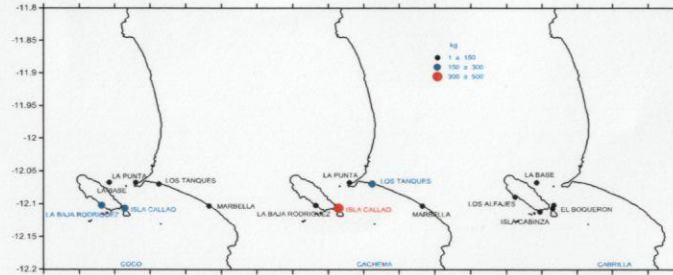 -11.8
-11.85
-11.9
-11.95
-12
-12.05
-12.1
-12.15
-12.2
kg
1 a 150
150 a 300
300 a 500
LA PUNTA
LOS TANQUES
LA BASE
LA BAJA RODRIGUEZ
ISLA CALLAO
MARBELLA
COCO
LA PUNTA
LOS TANQUES
LA BAJA RODRIGUEZ
ISLA CALLAO
MARBELLA
CACHEMA
LA BASE
LOS ALFAJES
ISLA CABINZA
EL BOQUERON
CABRILLA